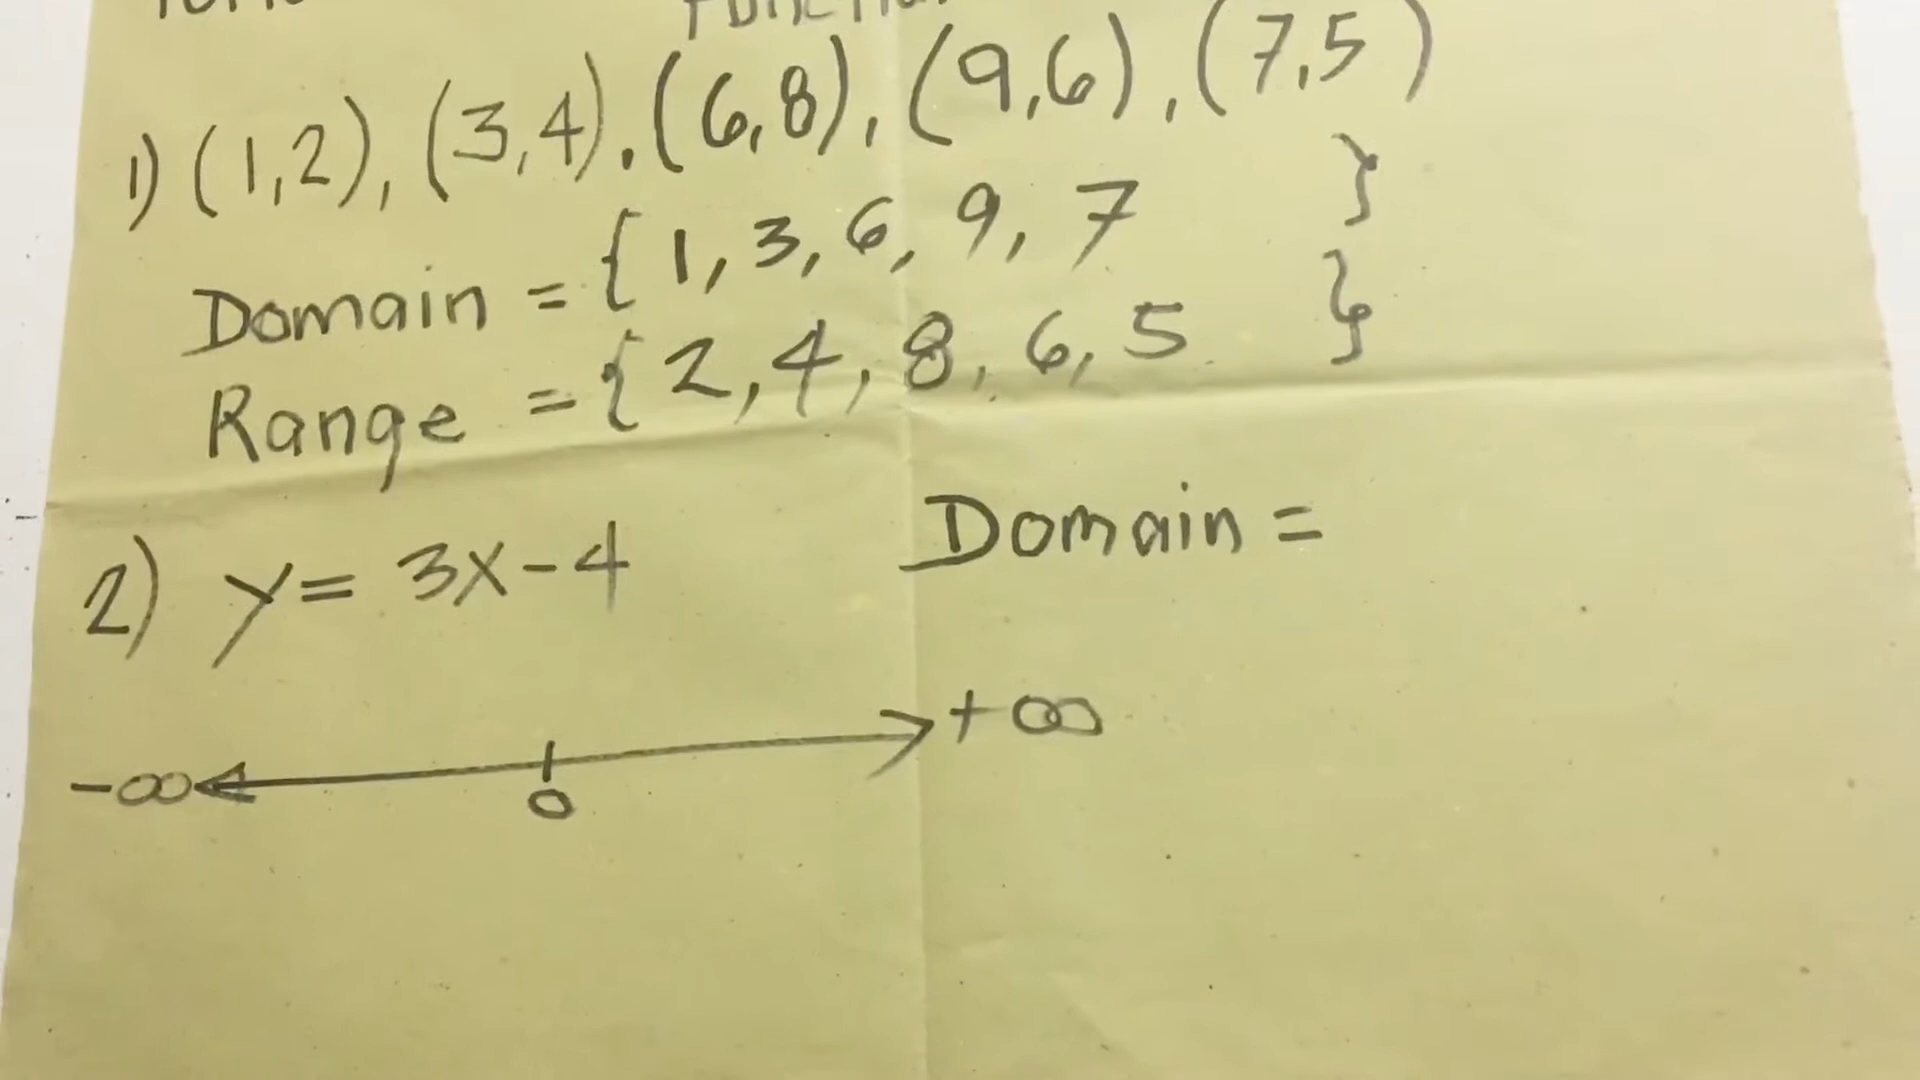 1) (1,2), (3,4), (6,8), (9,6), (7,5)
Domain = { 1, 3, 6, 9, 7 }
Range = { 2, 4, 8, 6, 5 }
2) y = 3x - 4 Domain =
-∞ 0 +∞